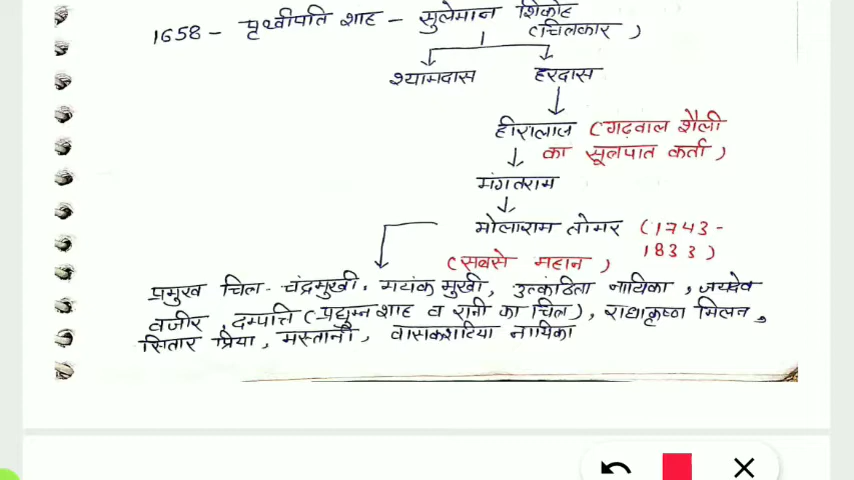 1658 - पृथ्वीपति शाह - सुलेमान शिकोह
(चित्रकार)
श्यामदास हरदास
हीरालाल (गढ़वाल शैली
का सूत्रपात कर्ता)
मंगतराम
मोलाराम तोमर (1743-
1833)
(सबसे महान)
प्रमुख चित्र - चंद्रमुखी, मयंक मुखी, उत्कंठिता नायिका, जयदेव
वजीर, दम्पत्ति (प्रद्युम्न शाह व रानी का चित्र), राधाकृष्ण मिलन,
सितार प्रिया, मस्तानी, वासकशटिया नायिका